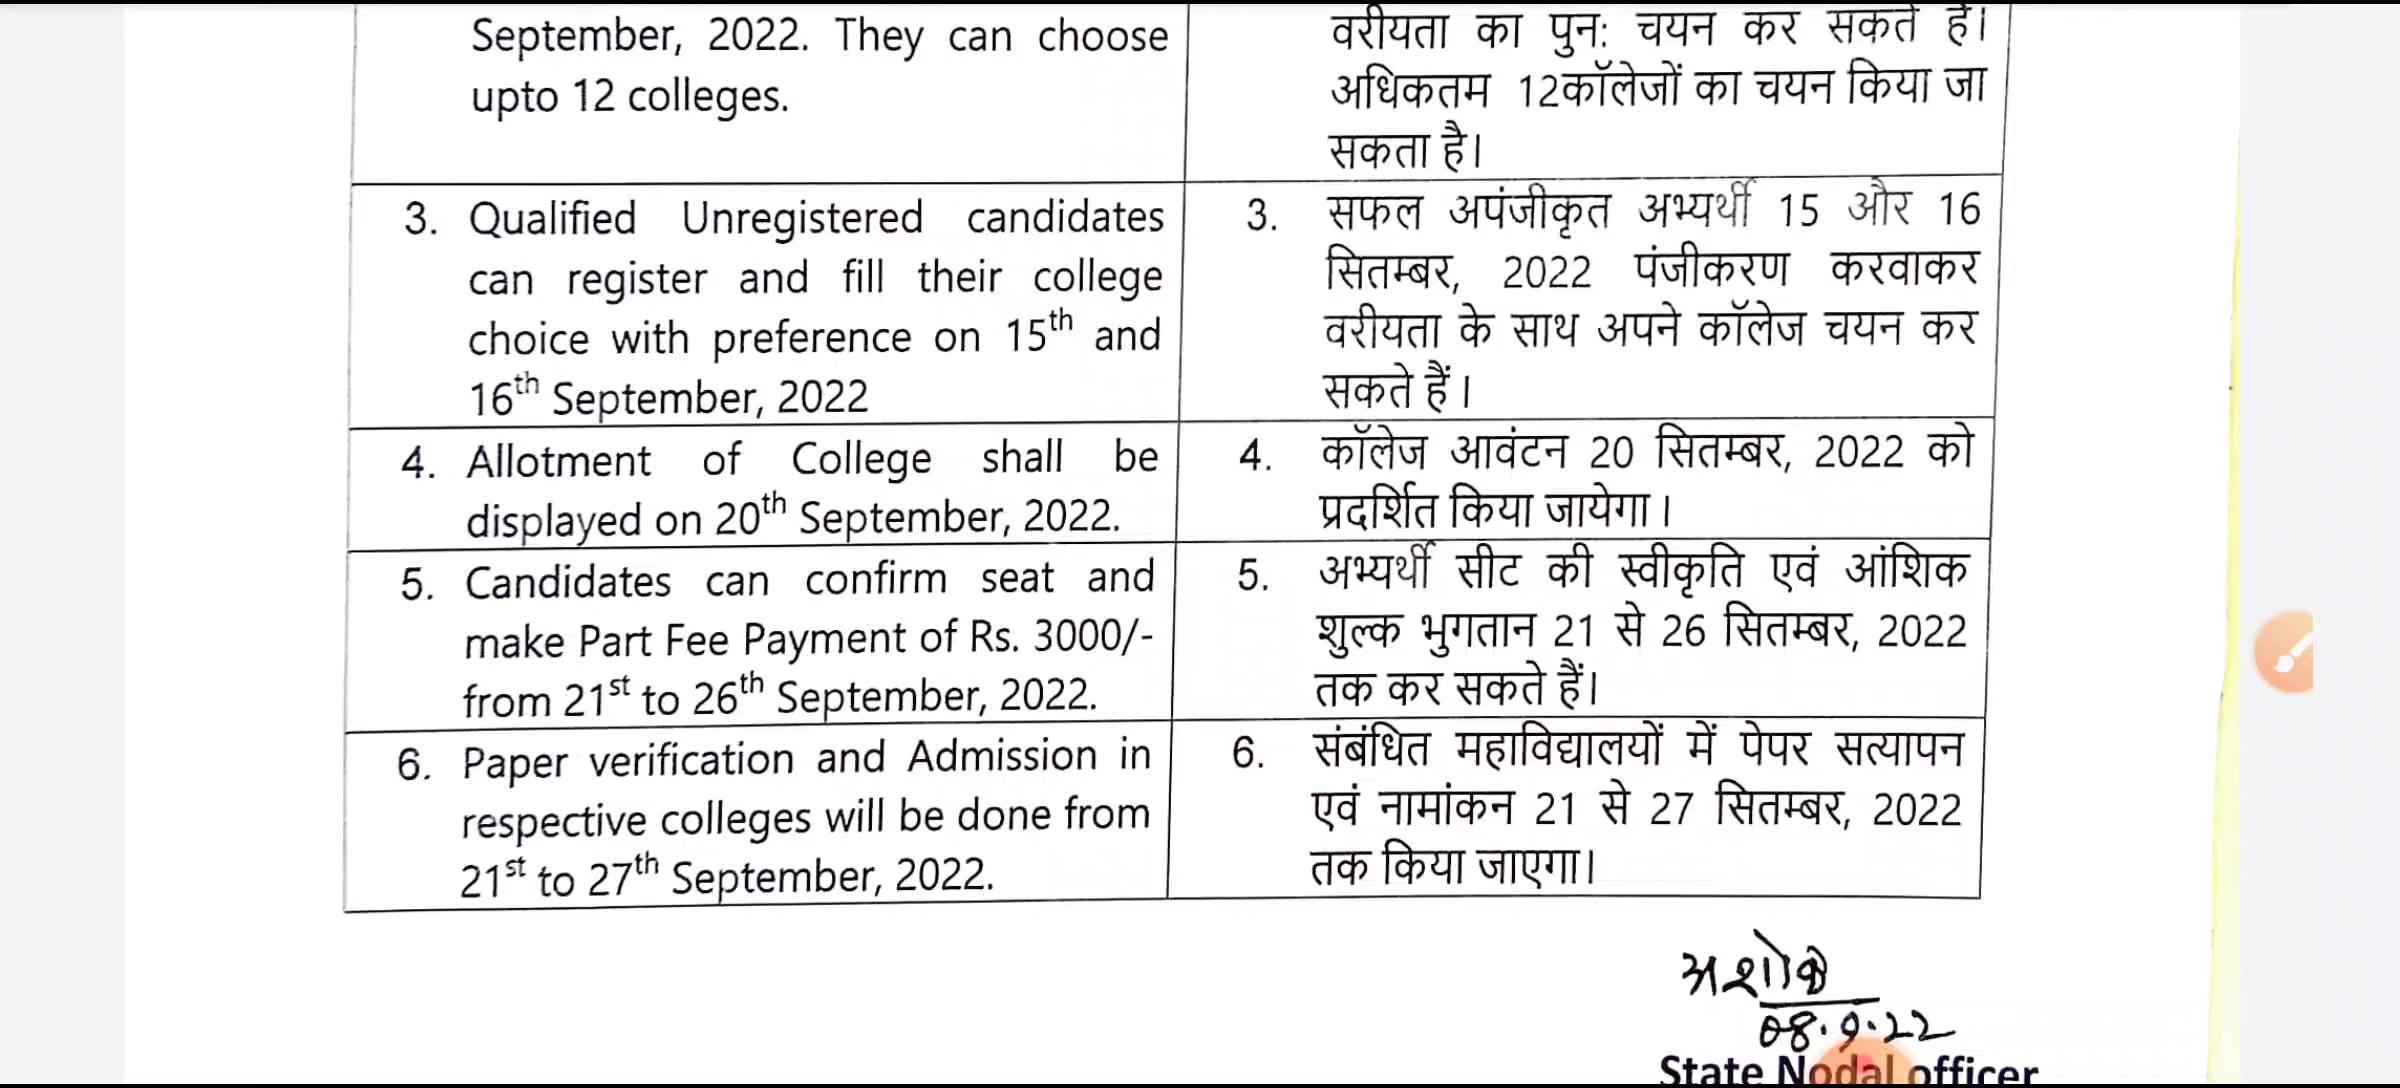 September, 2022. They can choose
upto 12 colleges.
वरीयता का पुन: चयन कर सकते हैं।
अधिकतम 12कॉलेजों का चयन किया जा
सकता है।
3. Qualified Unregistered candidates
can register and fill their college
choice with preference on 15th and
16th September, 2022
3. सफल अपंजीकृत अभ्यर्थी 15 और 16
सितम्बर, 2022 पंजीकरण करवाकर
वरीयता के साथ अपने कॉलेज चयन कर
सकते हैं।
4. Allotment of College shall be
displayed on 20th September, 2022.
4. कॉलेज आवंटन 20 सितम्बर, 2022 को
प्रदर्शित किया जायेगा।
5. Candidates can confirm seat and
make Part Fee Payment of Rs. 3000/-
from 21st to 26th September, 2022.
5. अभ्यर्थी सीट की स्वीकृति एवं आंशिक
शुल्क भुगतान 21 से 26 सितम्बर, 2022
तक कर सकते हैं।
6. Paper verification and Admission in
respective colleges will be done from
21st to 27th September, 2022.
6. संबंधित महाविद्यालयों में पेपर सत्यापन
एवं नामांकन 21 से 27 सितम्बर, 2022
तक किया जाएगा।
अशोक
08.9.22
State Nodal officer